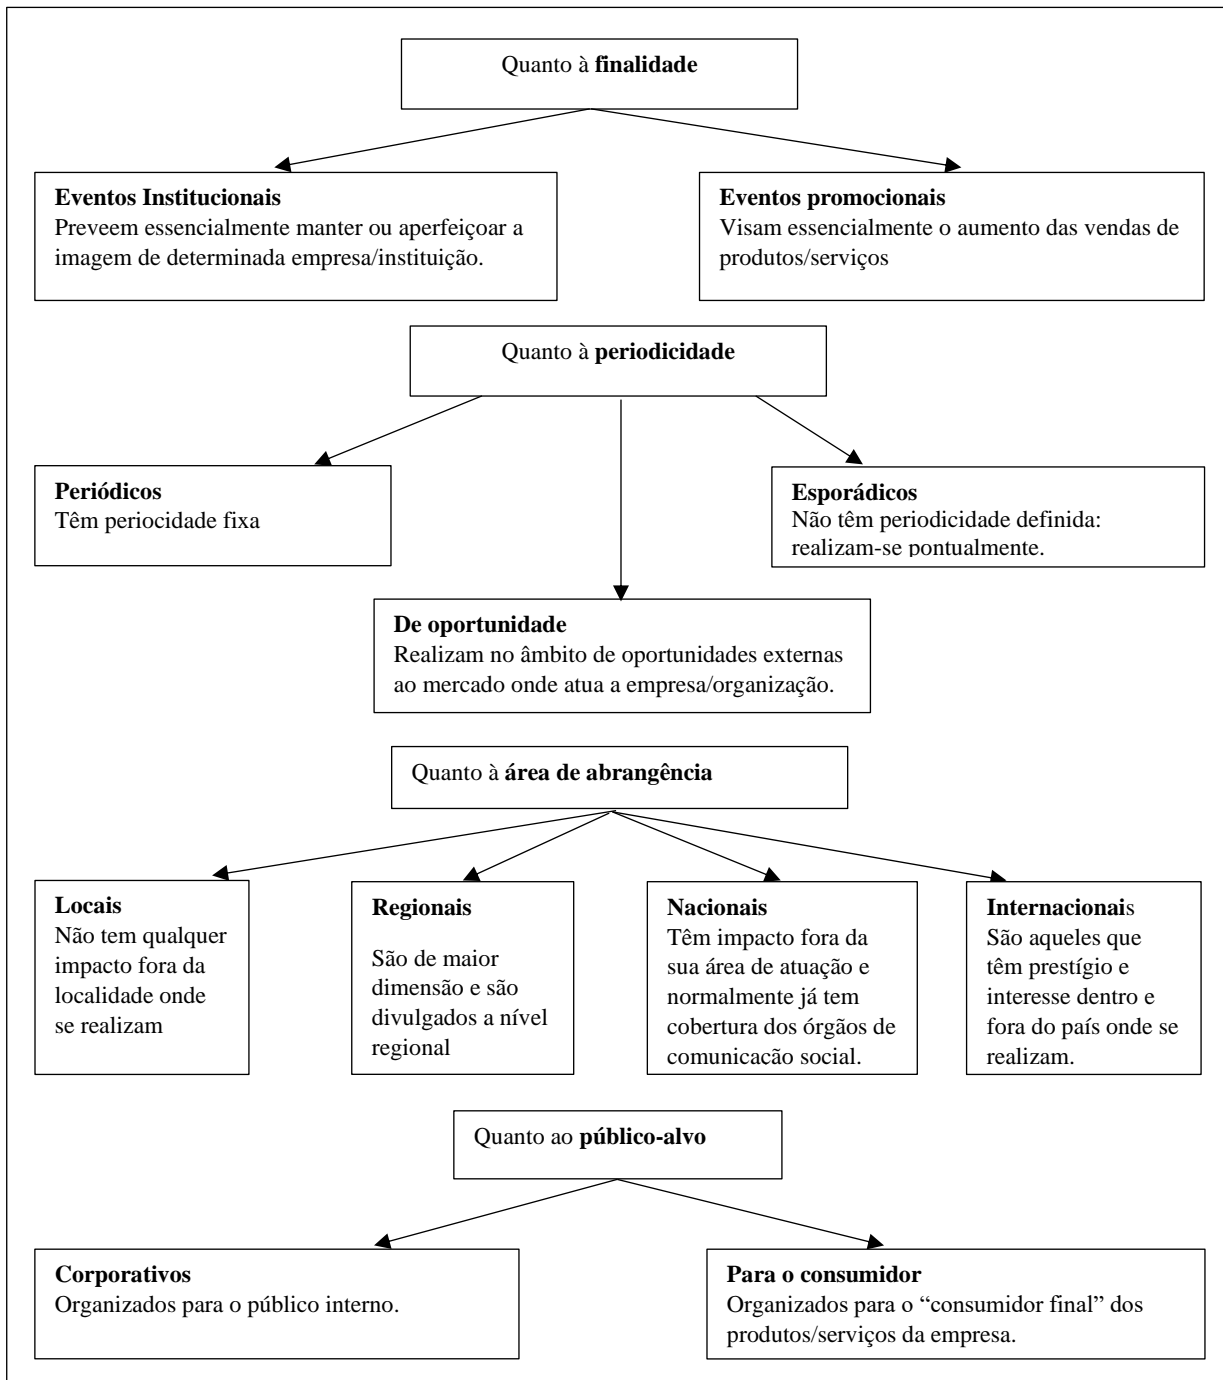 Quanto à finalidade
Eventos Institucionais
Preveem essencialmente manter ou aperfeiçoar a
imagem de determinada empresa/instituição.
Eventos promocionais
Visam essencialmente o aumento das vendas de
produtos/serviços
Quanto à periodicidade
Periódicos
Têm periocidade fixa
Esporádicos
Não têm periodicidade definida:
realizam-se pontualmente.
De oportunidade
Realizam no âmbito de oportunidades externas
ao mercado onde atua a empresa/organização.
Quanto à área de abrangência
Locais
Não tem qualquer
impacto fora da
localidade onde
se realizam
Regionais
São de maior
dimensão e são
divulgados a nível
regional
Nacionais
Têm impacto fora da
sua área de atuação e
normalmente já tem
cobertura dos órgãos de
comunicacão social.
Internacionais
São aqueles que
têm prestígio e
interesse dentro e
fora do país onde se
realizam.
Quanto ao público-alvo
Corporativos
Organizados para o público interno.
Para o consumidor
Organizados para o “consumidor final” dos
produtos/serviços da empresa.